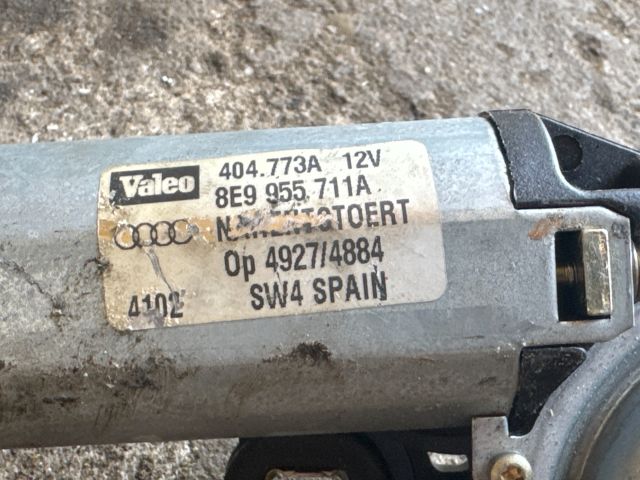 Valeo 404.773A 12V
8E9 955 711A
Op 4927/4884
4102 SW4 SPAIN